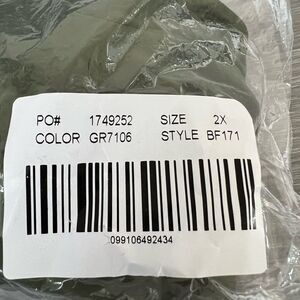 PO# 1749252 SIZE 2X
COLOR GR7106 STYLE BF171
099106492434